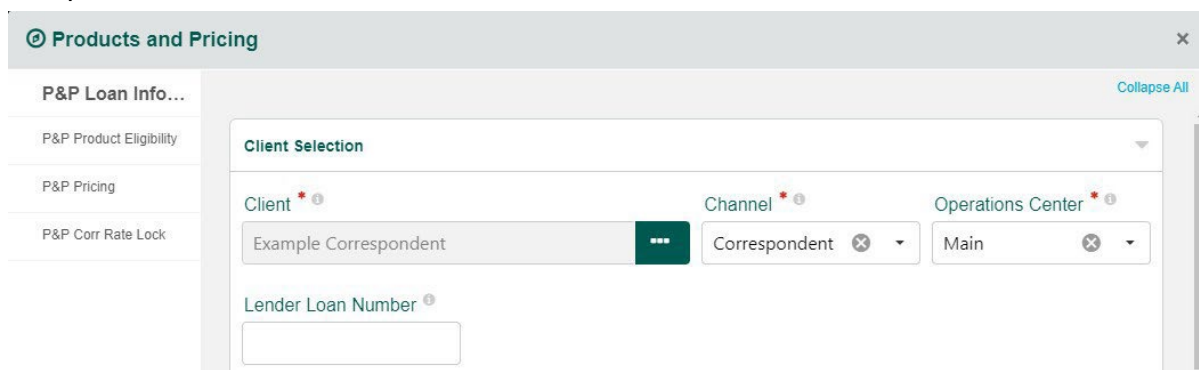 Products and Pricing
×
P&P Loan Info...
Collapse All
P&P Product Eligibility
Client Selection
P&P Pricing
Client *
Channel *
Operations Center *
P&P Corr Rate Lock
Example Correspondent
Correspondent
Main
Lender Loan Number